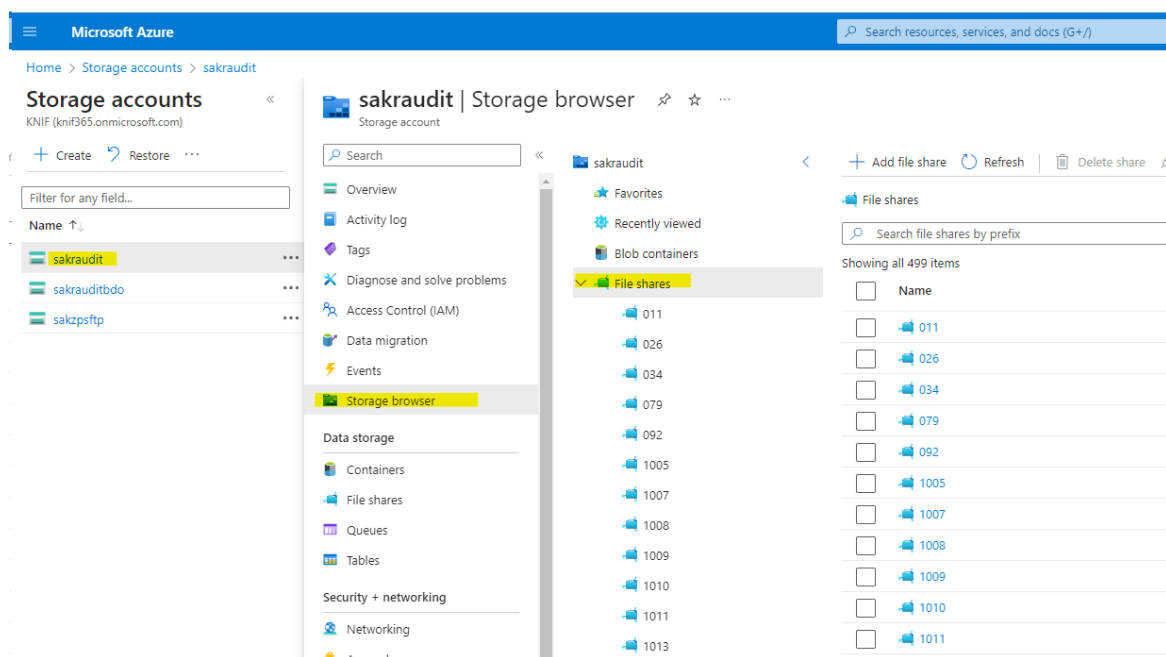 Microsoft Azure
Search resources, services, and docs (G+/)
Home > Storage accounts > sakraudit
Storage accounts
KNIF (knif365.onmicrosoft.com)
+ Create Restore ...
Filter for any field...
Name ↑↓
sakraudit ...
sakrauditbdo ...
sakzpsftp ...
sakraudit | Storage browser ...
Storage account
Search
Overview
Activity log
Tags
Diagnose and solve problems
Access Control (IAM)
Data migration
Events
Storage browser
Data storage
Containers
File shares
Queues
Tables
Security + networking
Networking
sakraudit
Favorites
Recently viewed
Blob containers
File shares
011
026
034
079
092
1005
1007
1008
1009
1010
1011
1013
+ Add file share Refresh Delete share
File shares
Search file shares by prefix
Showing all 499 items
Name
011
026
034
079
092
1005
1007
1008
1009
1010
1011